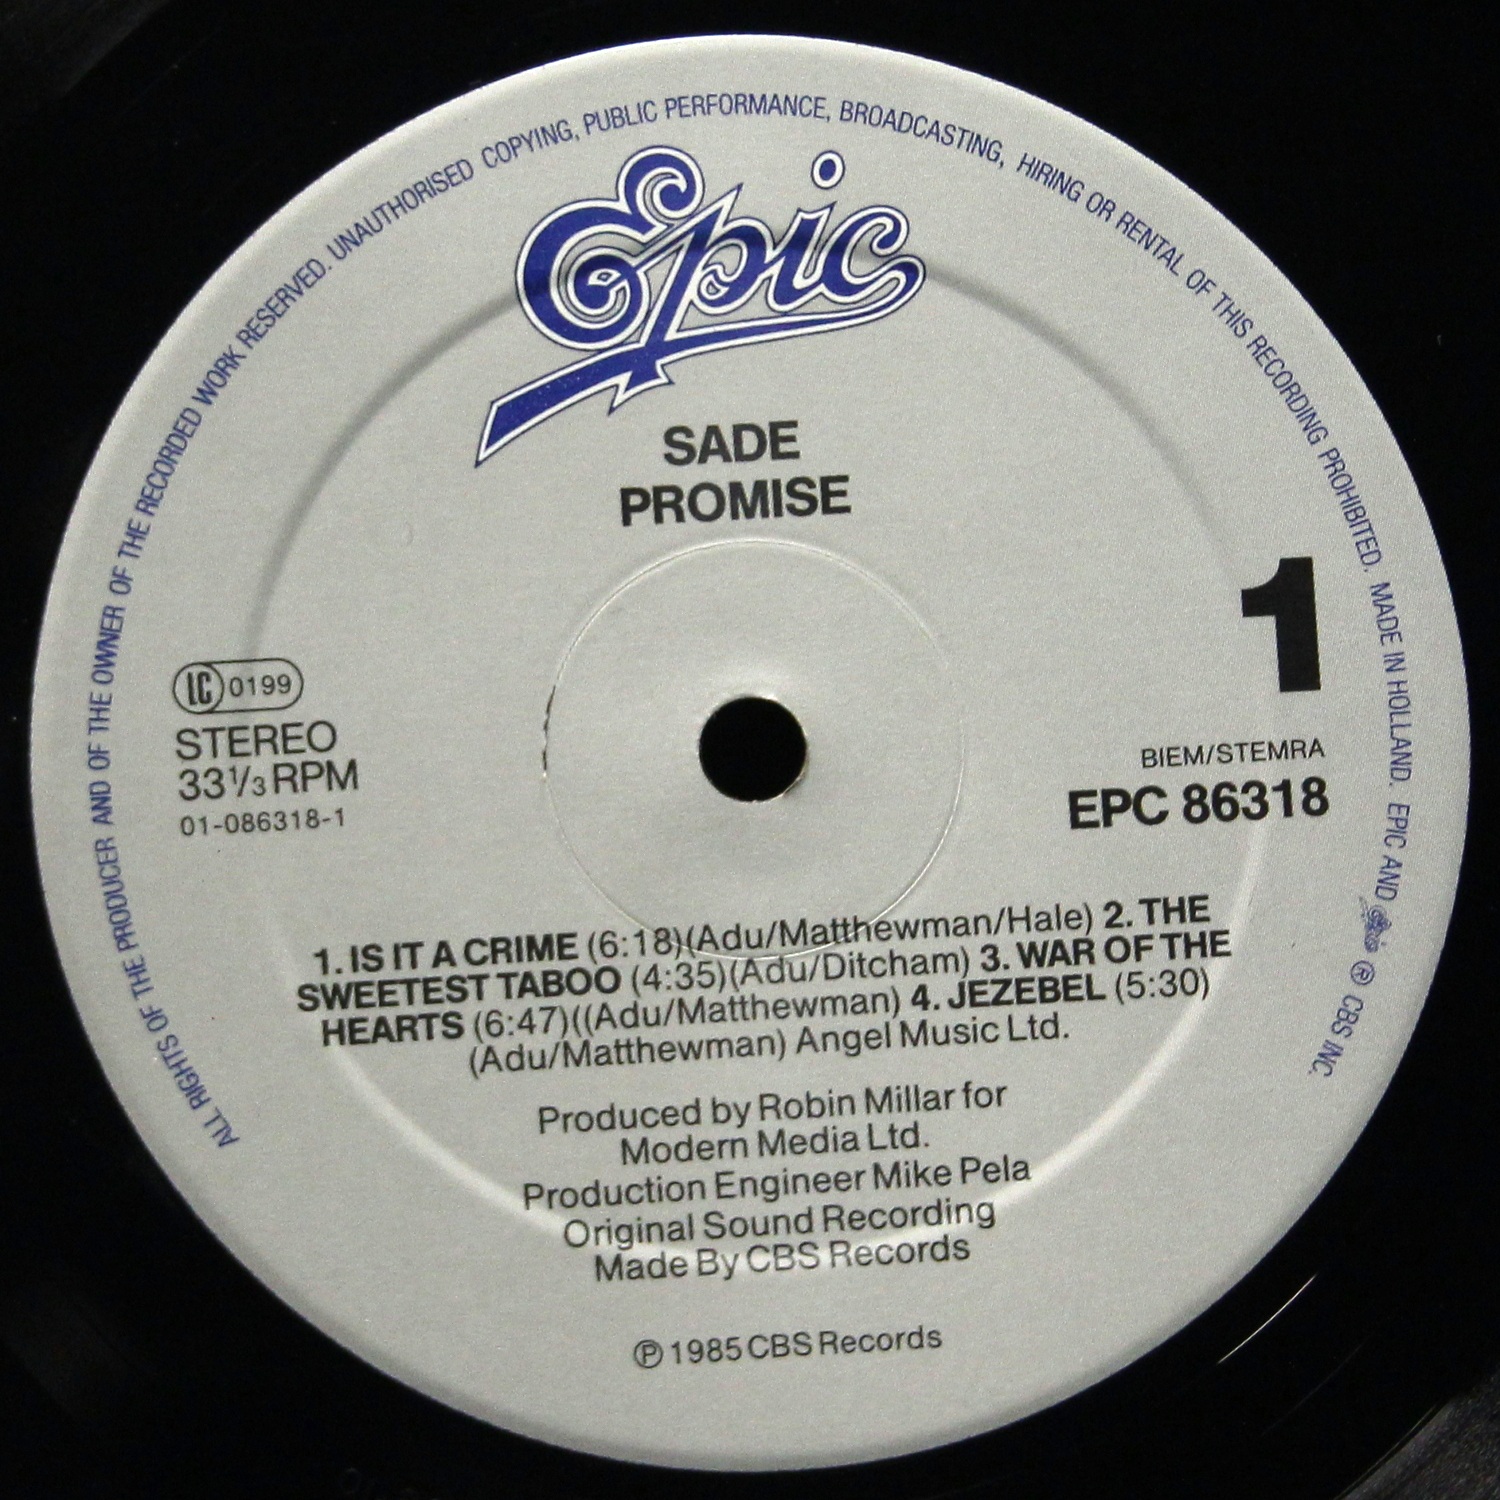 ALL RIGHTS OF THE PRODUCER AND OF THE OWNER OF THE RECORDED WORK RESERVED. UNAUTHORISED COPYING, PUBLIC PERFORMANCE, BROADCASTING, HIRING OR RENTAL OF THIS RECORDING PROHIBITED. MADE IN HOLLAND. EPIC AND Epic ℗ CBS INC.
Epic
SADE
PROMISE
1
LC 0199
STEREO
33 1/3 RPM
01-086318-1
BIEM/STEMRA
EPC 86318
1. IS IT A CRIME (6:18)(Adu/Matthewman/Hale) 2. THE
SWEETEST TABOO (4:35)(Adu/Ditcham) 3. WAR OF THE
HEARTS (6:47)((Adu/Matthewman) 4. JEZEBEL (5:30)
(Adu/Matthewman) Angel Music Ltd.
Produced by Robin Millar for
Modern Media Ltd.
Production Engineer Mike Pela
Original Sound Recording
Made By CBS Records
℗ 1985 CBS Records